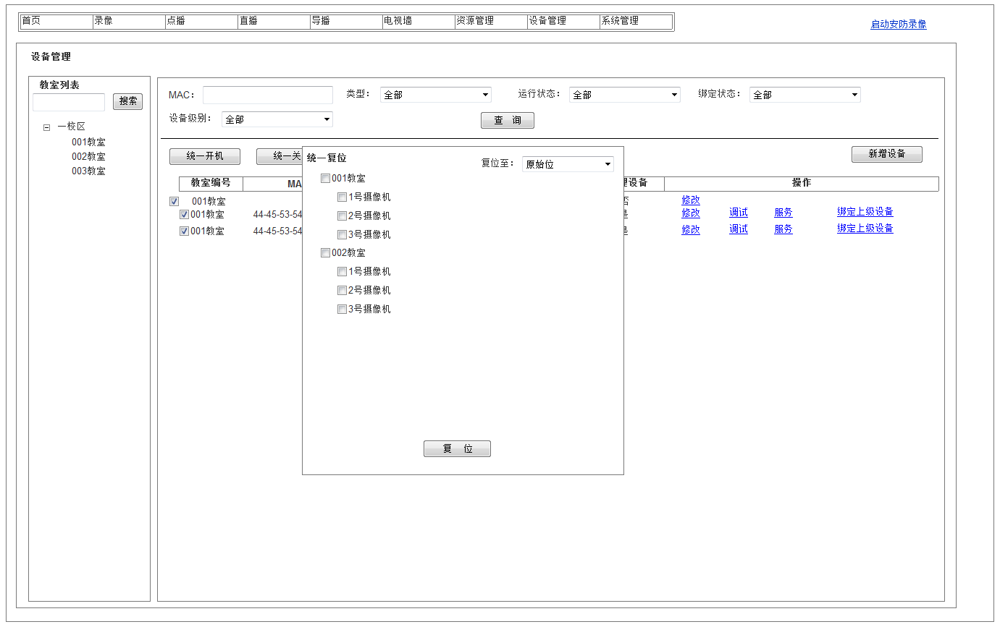 首页 录像 点播 直播 导播 电视墙 资源管理 设备管理 系统管理
启动安防录像
设备管理
教室列表
搜索
一校区
001教室
002教室
003教室
MAC： 类型： 全部 运行状态： 全部 绑定状态： 全部
设备级别： 全部 查 询
统一开机 统一关 新增设备
教室编号 MA 设备 操作
001教室 修改
001教室 44-45-53-54 修改 调试 服务 绑定上级设备
001教室 44-45-53-54 修改 调试 服务 绑定上级设备
统一复位 复位至： 原始位
001教室
1号摄像机
2号摄像机
3号摄像机
002教室
1号摄像机
2号摄像机
3号摄像机
复 位